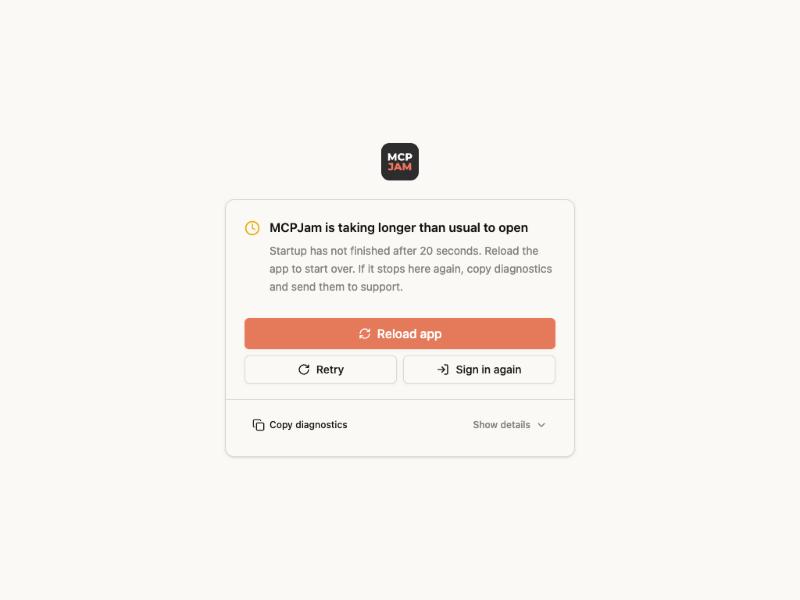 MCP
JAM
MCPJam is taking longer than usual to open
Startup has not finished after 20 seconds. Reload the
app to start over. If it stops here again, copy diagnostics
and send them to support.
Reload app
Retry
Sign in again
Copy diagnostics
Show details